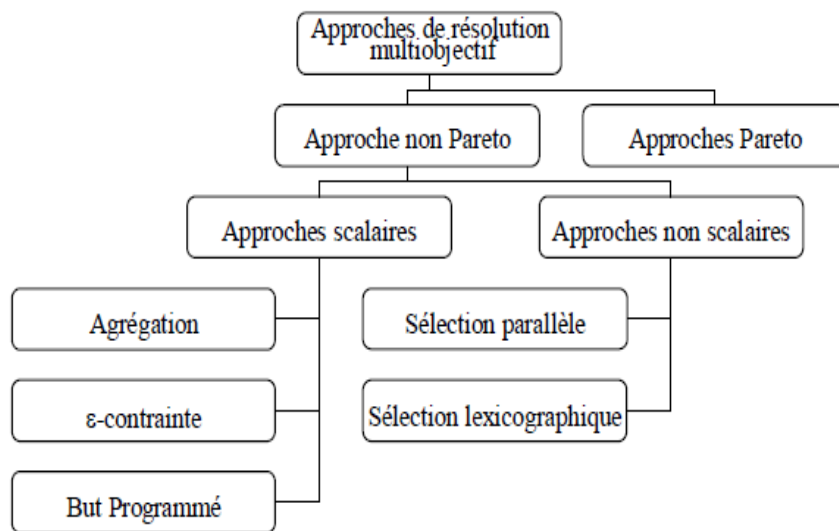 Approches de résolution
multiobjectif
Approche non Pareto
Approches Pareto
Approches scalaires
Approches non scalaires
Agrégation
Sélection parallèle
ε-contrainte
Sélection lexicographique
But Programmé